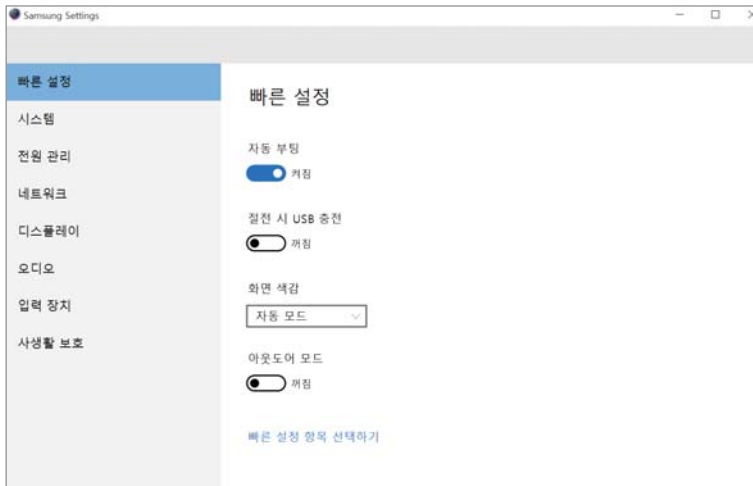 Samsung Settings
빠른 설정
시스템
전원 관리
네트워크
디스플레이
오디오
입력 장치
사생활 보호
빠른 설정
자동 부팅
켜짐
절전 시 USB 충전
꺼짐
화면 색감
자동 모드
아웃도어 모드
꺼짐
빠른 설정 항목 선택하기